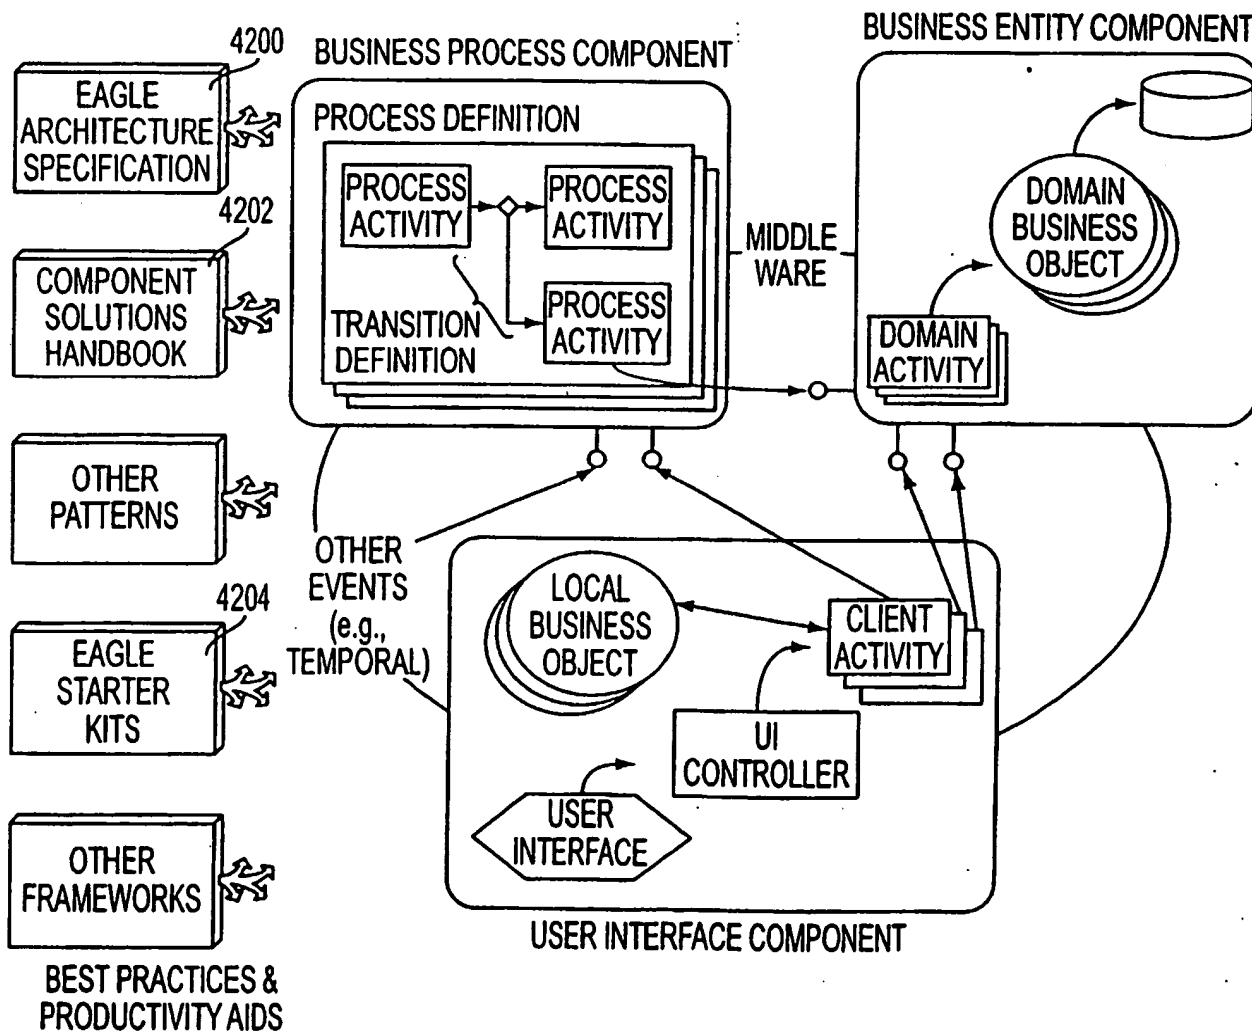 4200
EAGLE
ARCHITECTURE
SPECIFICATION
4202
COMPONENT
SOLUTIONS
HANDBOOK
OTHER
PATTERNS
4204
EAGLE
STARTER
KITS
OTHER
FRAMEWORKS
BEST PRACTICES &
PRODUCTIVITY AIDS
BUSINESS PROCESS COMPONENT
PROCESS DEFINITION
PROCESS
ACTIVITY
PROCESS
ACTIVITY
PROCESS
ACTIVITY
TRANSITION
DEFINITION
MIDDLE
WARE
BUSINESS ENTITY COMPONENT
DOMAIN
BUSINESS
OBJECT
DOMAIN
ACTIVITY
OTHER
EVENTS
(e.g.,
TEMPORAL)
LOCAL
BUSINESS
OBJECT
CLIENT
ACTIVITY
UI
CONTROLLER
USER
INTERFACE
USER INTERFACE COMPONENT